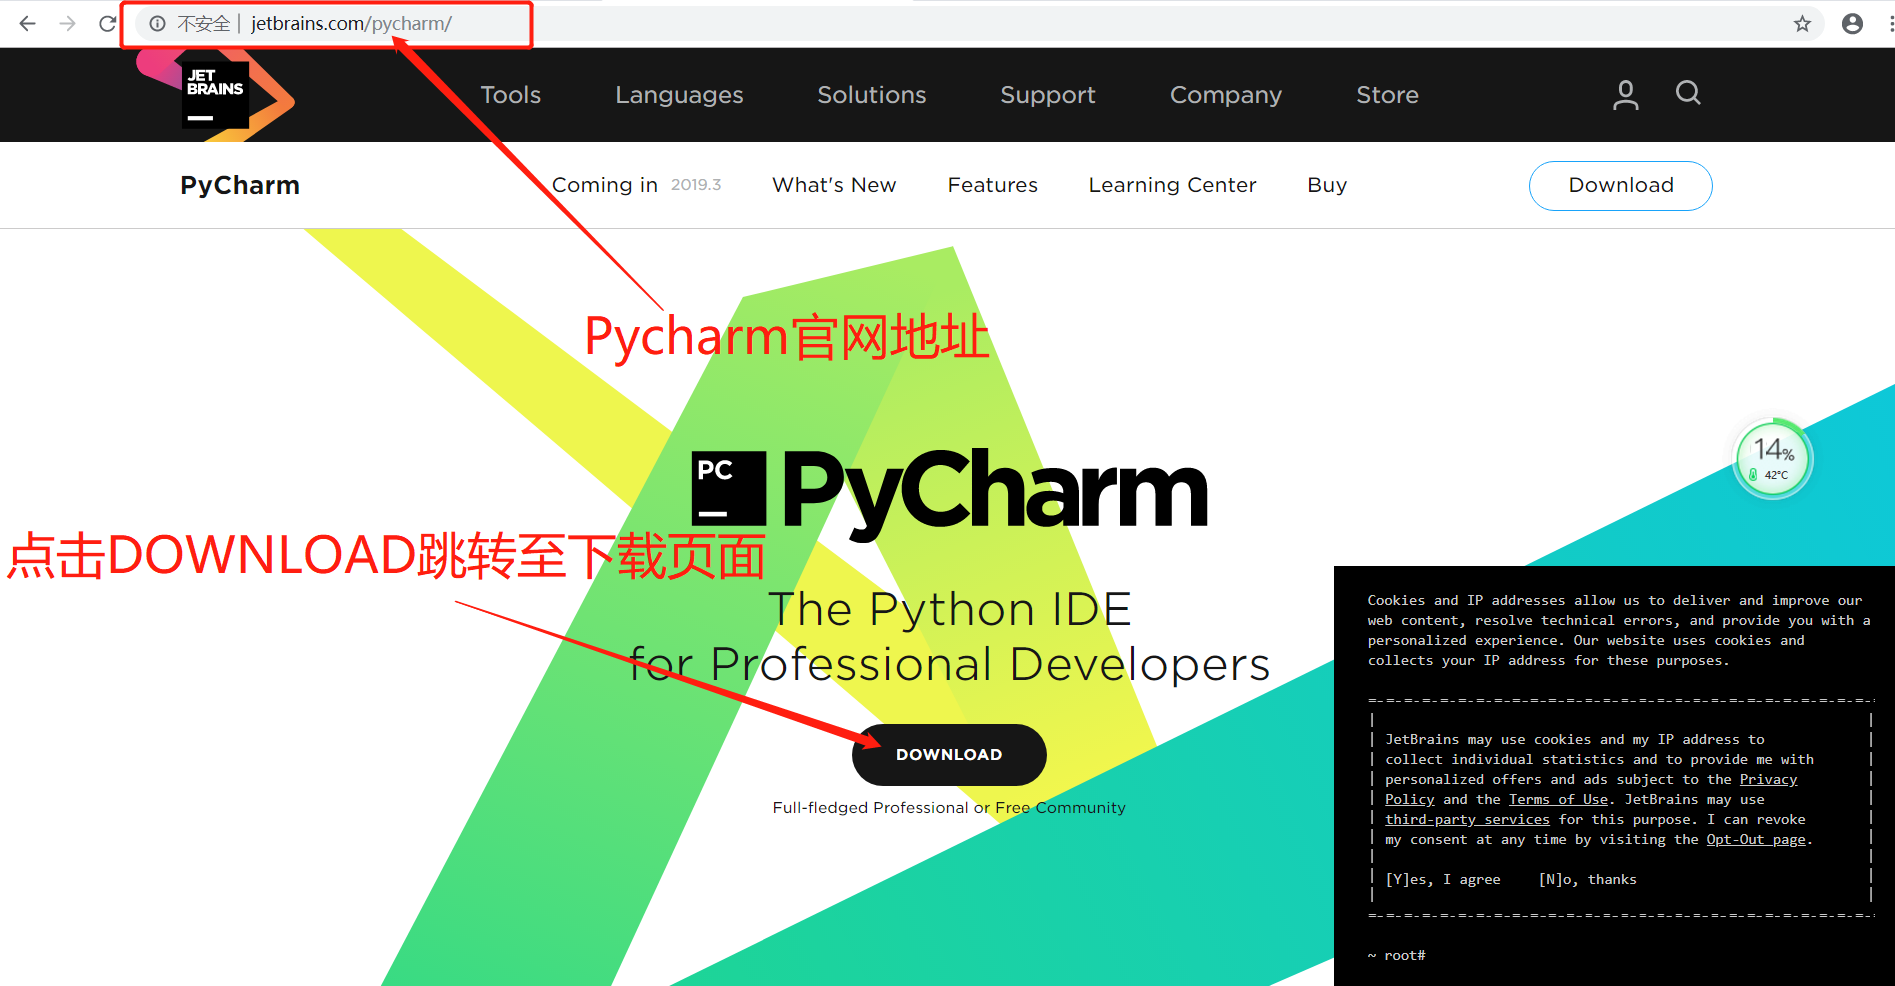 不安全 | jetbrains.com/pycharm/
JET
BRAINS
Tools Languages Solutions Support Company Store
PyCharm Coming in 2019.3 What's New Features Learning Center Buy Download
Pycharm官网地址
14%
42°C
PC
PyCharm
点击DOWNLOAD跳转至下载页面
The Python IDE
for Professional Developers
DOWNLOAD
Full-fledged Professional or Free Community
Cookies and IP addresses allow us to deliver and improve our
web content, resolve technical errors, and provide you with a
personalized experience. Our website uses cookies and
collects your IP address for these purposes.
JetBrains may use cookies and my IP address to
collect individual statistics and to provide me with
personalized offers and ads subject to the Privacy
Policy and the Terms of Use. JetBrains may use
third-party services for this purpose. I can revoke
my consent at any time by visiting the Opt-Out page.
[Y]es, I agree [N]o, thanks
~ root#